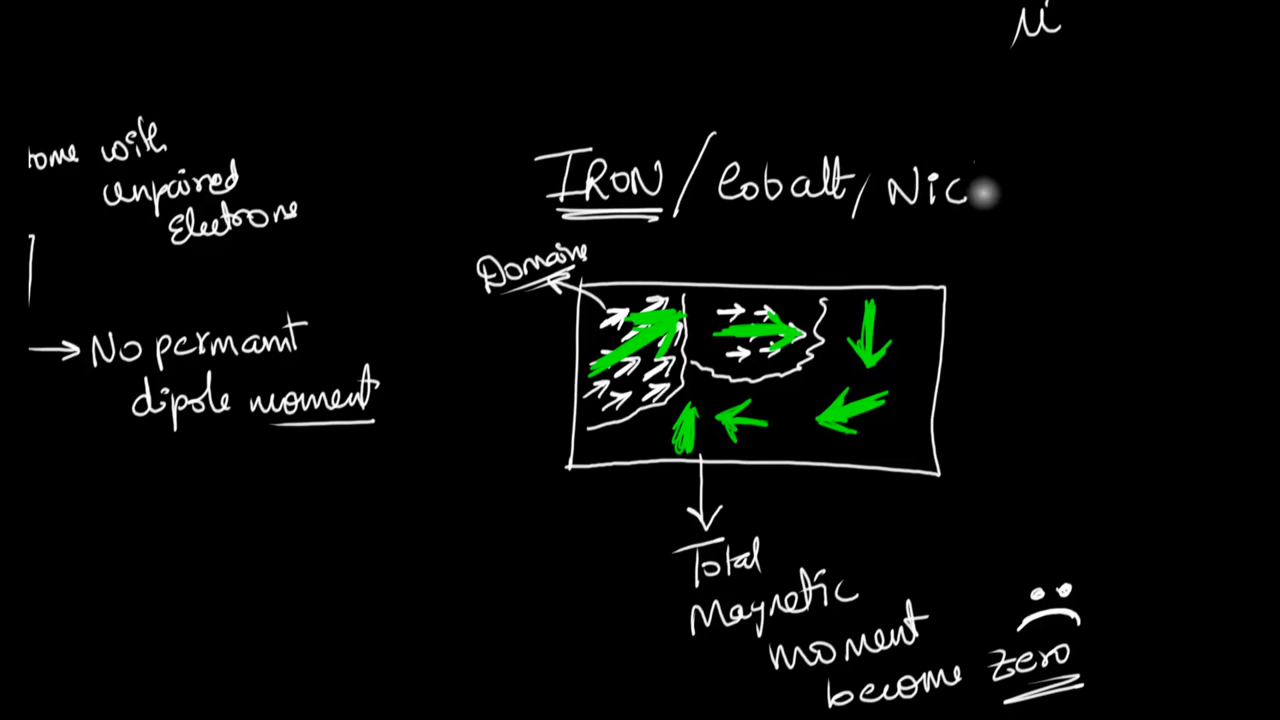 μ
ome with
unpaired
Electrons
IRON / Cobalt / Nic
Domains
→ No permant
dipole moment
Total
Magnetic
moment
become zero